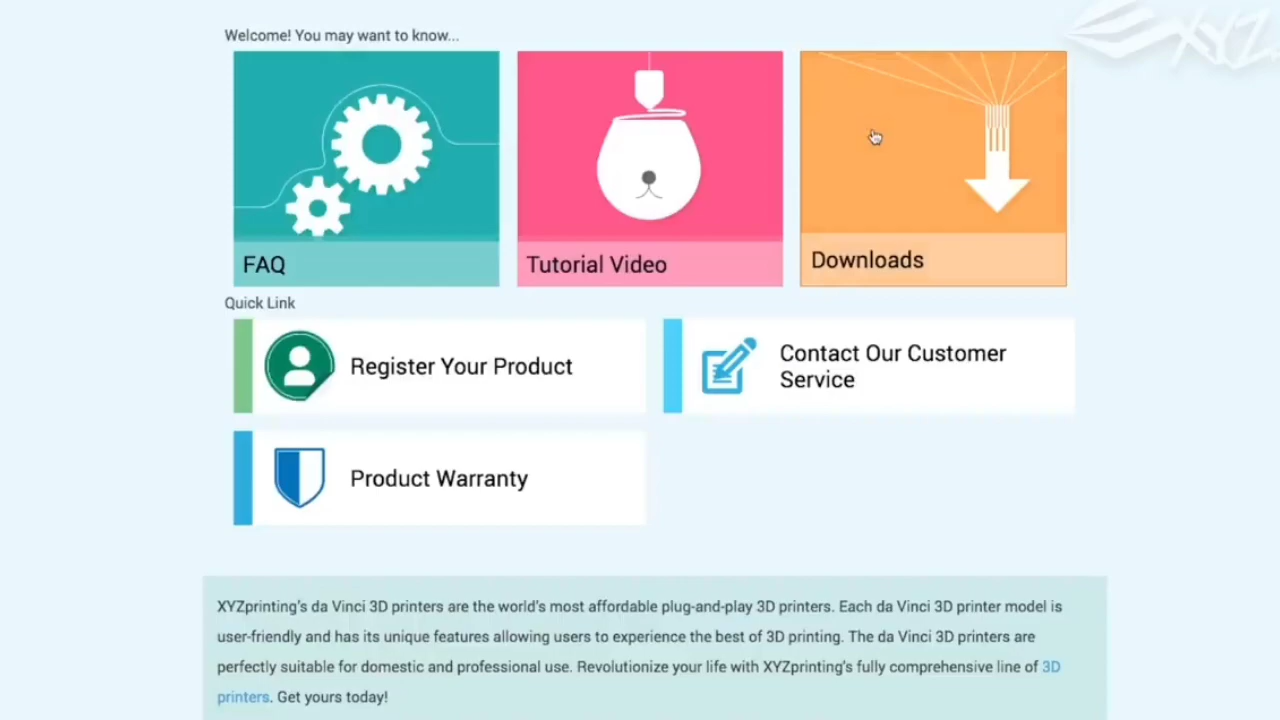 Welcome! You may want to know...
XYZ
FAQ
Tutorial Video
Downloads
Quick Link
Register Your Product
Contact Our Customer
Service
Product Warranty
XYZprinting's da Vinci 3D printers are the world's most affordable plug-and-play 3D printers. Each da Vinci 3D printer model is
user-friendly and has its unique features allowing users to experience the best of 3D printing. The da Vinci 3D printers are
perfectly suitable for domestic and professional use. Revolutionize your life with XYZprinting's fully comprehensive line of 3D
printers. Get yours today!